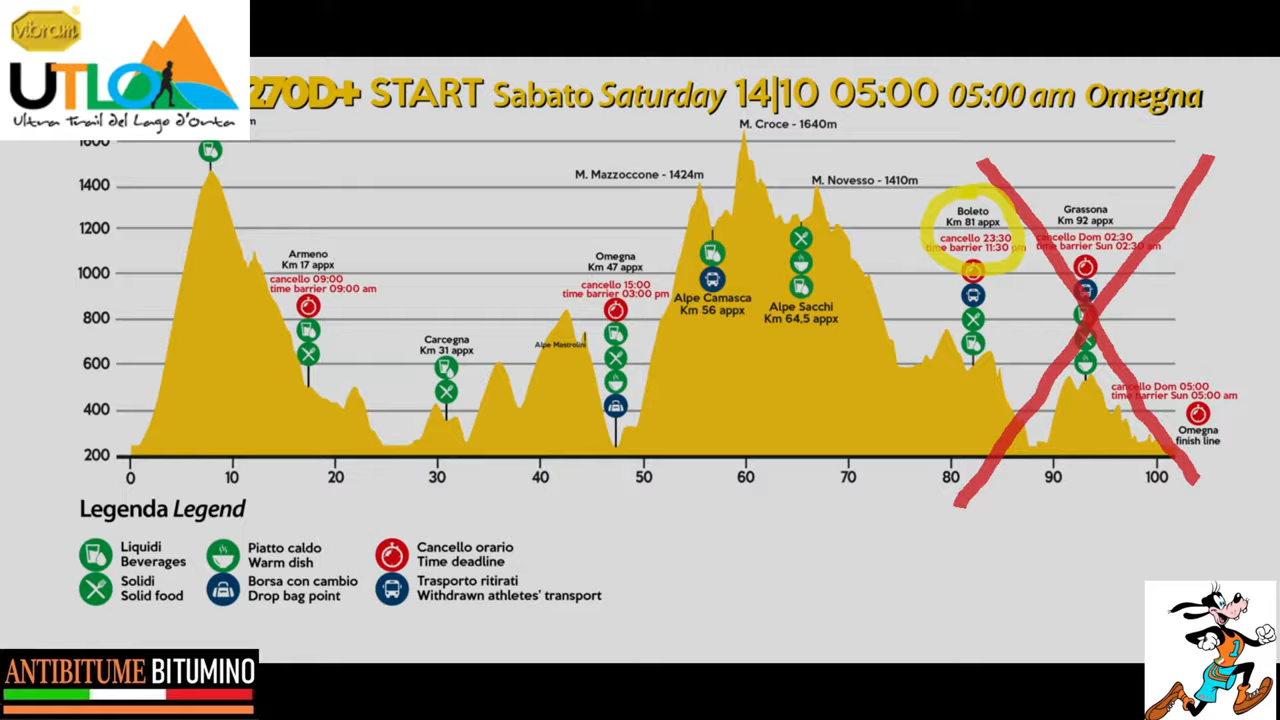 vibram
UTLO
Ultra Trail del Lago d'Orta
270D+ START Sabato Saturday 14|10 05:00 05:00 am Omegna
M. Croce - 1640m
M. Mazzoccone - 1424m
M. Novesso - 1410m
1600
1400
1200
1000
800
600
400
200
Armeno
Km 17 appx
cancello 09:00
time barrier 09:00 am
Carcegna
Km 31 appx
Alpe Mastrolini
Omegna
Km 47 appx
cancello 15:00
time barrier 03:00 pm
Alpe Camasca
Km 56 appx
Alpe Sacchi
Km 64,5 appx
Boleto
Km 81 appx
cancello 23:30
time barrier 11:30 pm
Grassona
Km 92 appx
cancello Dom 02:30
time barrier Sun 02:30 am
cancello Dom 05:00
time barrier Sun 05:00 am
Omegna
finish line
0 10 20 30 40 50 60 70 80 90 100
Legenda Legend
Liquidi
Beverages
Solidi
Solid food
Piatto caldo
Warm dish
Borsa con cambio
Drop bag point
Cancello orario
Time deadline
Trasporto ritirati
Withdrawn athletes' transport
ANTIBITUME BITUMINO
1